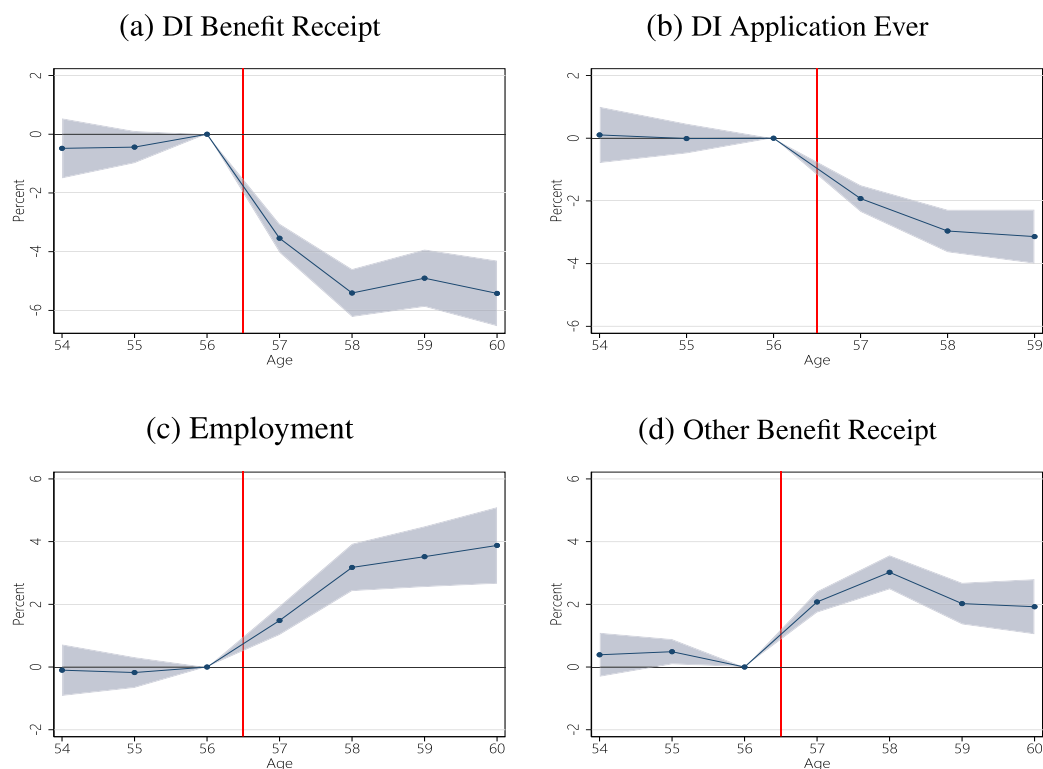 (a) DI Benefit Receipt
(b) DI Application Ever
2
0
-2
-4
-6
Percent
54 55 56 57 58 59 60
Age
2
0
-2
-4
-6
Percent
54 55 56 57 58 59
Age
(c) Employment
(d) Other Benefit Receipt
6
4
2
0
-2
Percent
54 55 56 57 58 59 60
Age
6
4
2
0
-2
Percent
54 55 56 57 58 59 60
Age